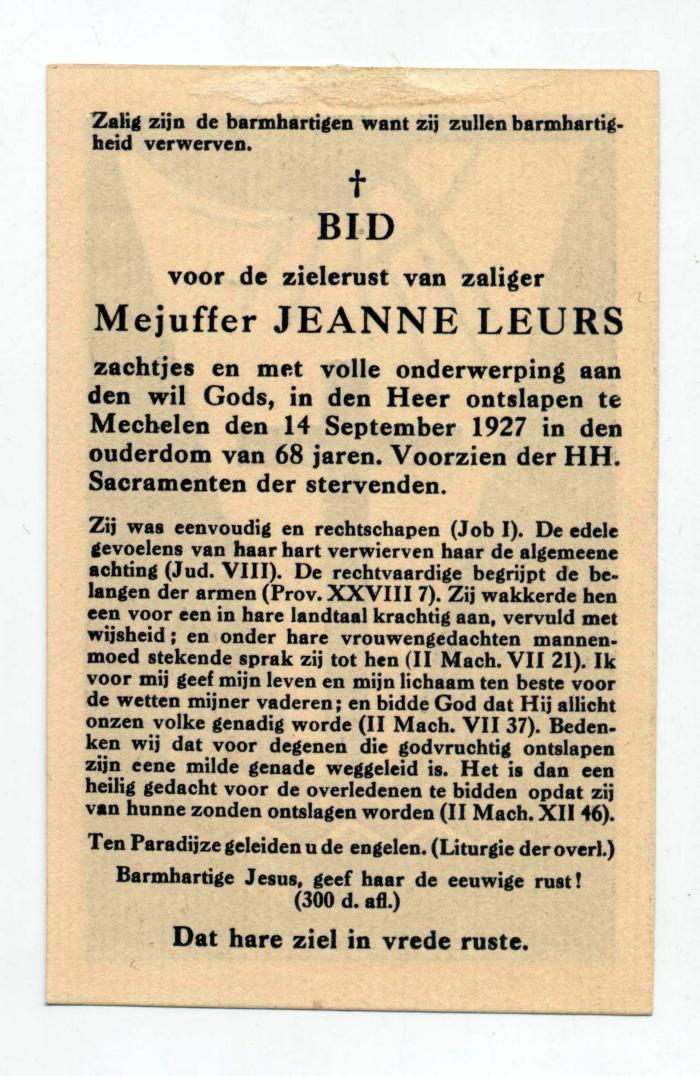 Zalig zijn de barmhartigen want zij zullen barmhartig-
heid verwerven.
†
BID
voor de zielerust van zaliger
Mejuffer JEANNE LEURS
zachtjes en met volle onderwerping aan
den wil Gods, in den Heer ontslapen te
Mechelen den 14 September 1927 in den
ouderdom van 68 jaren. Voorzien der HH.
Sacramenten der stervenden.
Zij was eenvoudig en rechtschapen (Job I). De edele
gevoelens van haar hart verwierven haar de algemeene
achting (Jud. VIII). De rechtvaardige begrijpt de be-
langen der armen (Prov. XXVIII 7). Zij wakkerde hen
een voor een in hare landtaal krachtig aan, vervuld met
wijsheid; en onder hare vrouwengedachten mannen-
moed stekende sprak zij tot hen (II Mach. VII 21). Ik
voor mij geef mijn leven en mijn lichaam ten beste voor
de wetten mijner vaderen; en bidde God dat Hij allicht
onzen volke genadig worde (II Mach. VII 37). Beden-
ken wij dat voor degenen die godvruchtig ontslapen
zijn eene milde genade weggeleid is. Het is dan een
heilig gedacht voor de overledenen te bidden opdat zij
van hunne zonden ontslagen worden (II Mach. XII 46).
Ten Paradijze geleiden u de engelen. (Liturgie der overl.)
Barmhartige Jesus, geef haar de eeuwige rust!
(300 d. afl.)
Dat hare ziel in vrede ruste.